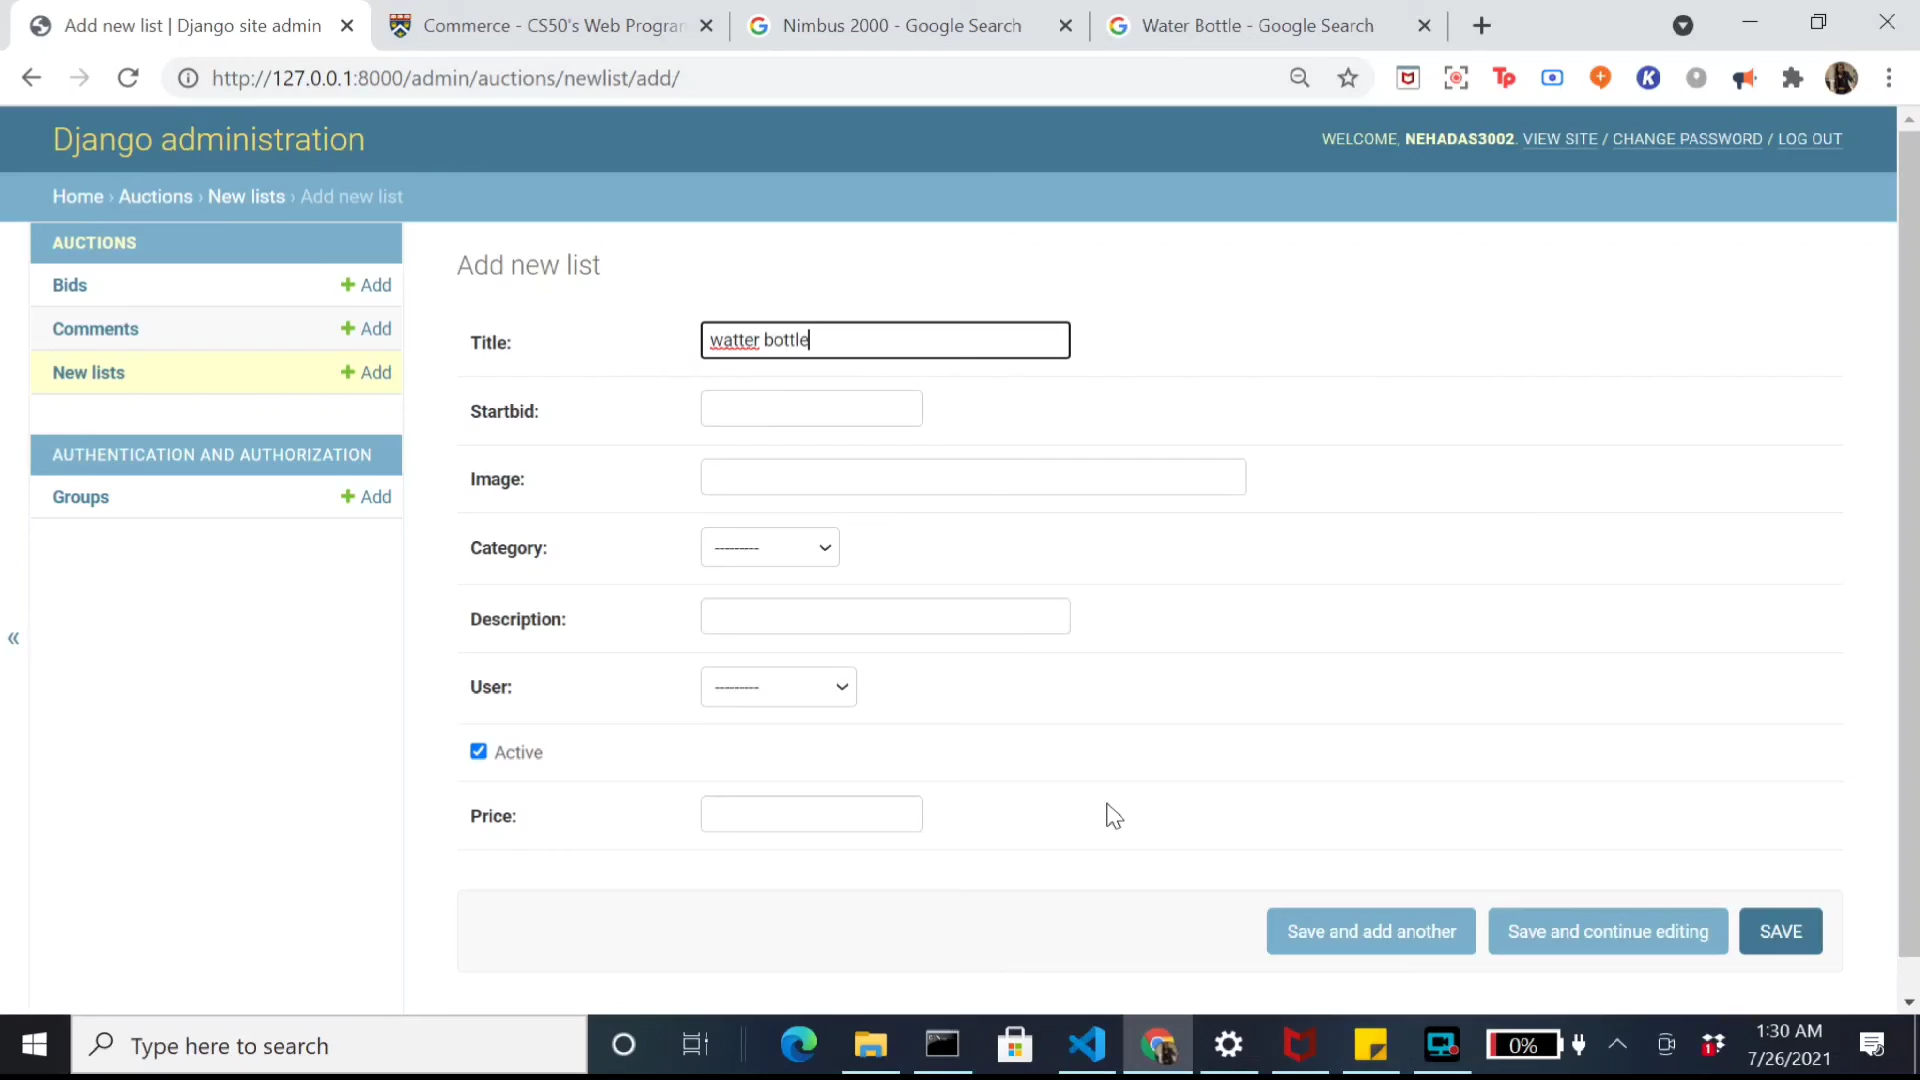 Add new list | Django site admin
Commerce - CS50's Web Program
Nimbus 2000 - Google Search
Water Bottle - Google Search
http://127.0.0.1:8000/admin/auctions/newlist/add/
Django administration
WELCOME, NEHADAS3002. VIEW SITE / CHANGE PASSWORD / LOG OUT
Home › Auctions › New lists › Add new list
AUCTIONS
Bids + Add
Comments + Add
New lists + Add
AUTHENTICATION AND AUTHORIZATION
Groups + Add
«
Add new list
Title: watter bottle
Startbid:
Image:
Category: ---------
Description:
User: ---------
Active
Price:
Save and add another
Save and continue editing
SAVE
Type here to search
0%
1:30 AM
7/26/2021